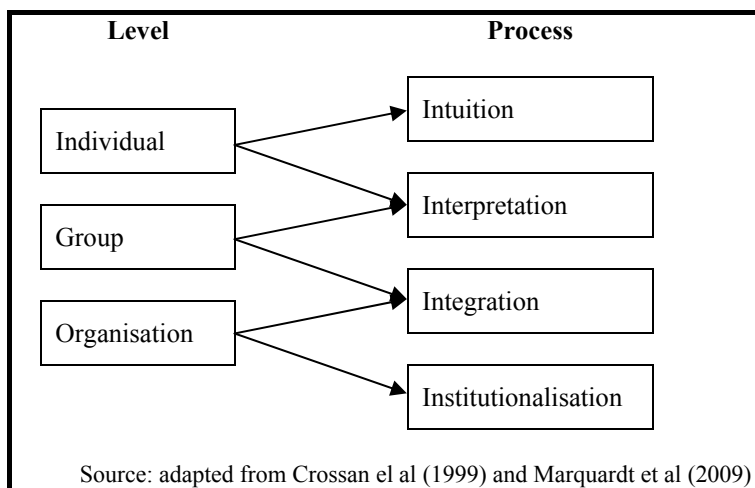 Level
Process
Individual
Group
Organisation
Intuition
Interpretation
Integration
Institutionalisation
Source: adapted from Crossan el al (1999) and Marquardt et al (2009)